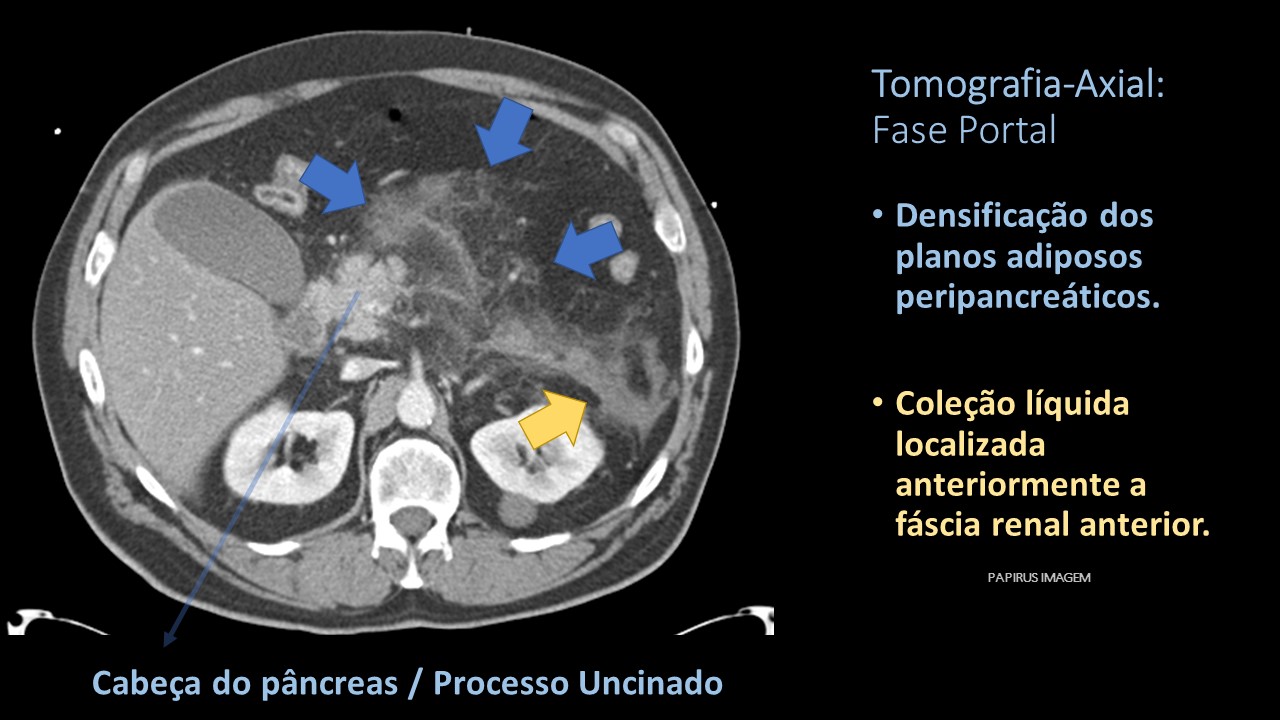 Tomografia-Axial:
Fase Portal
• Densificação dos
planos adiposos
peripancreáticos.
• Coleção líquida
localizada
anteriormente a
fáscia renal anterior.
PAPIRUS IMAGEM
Cabeça do pâncreas / Processo Uncinado